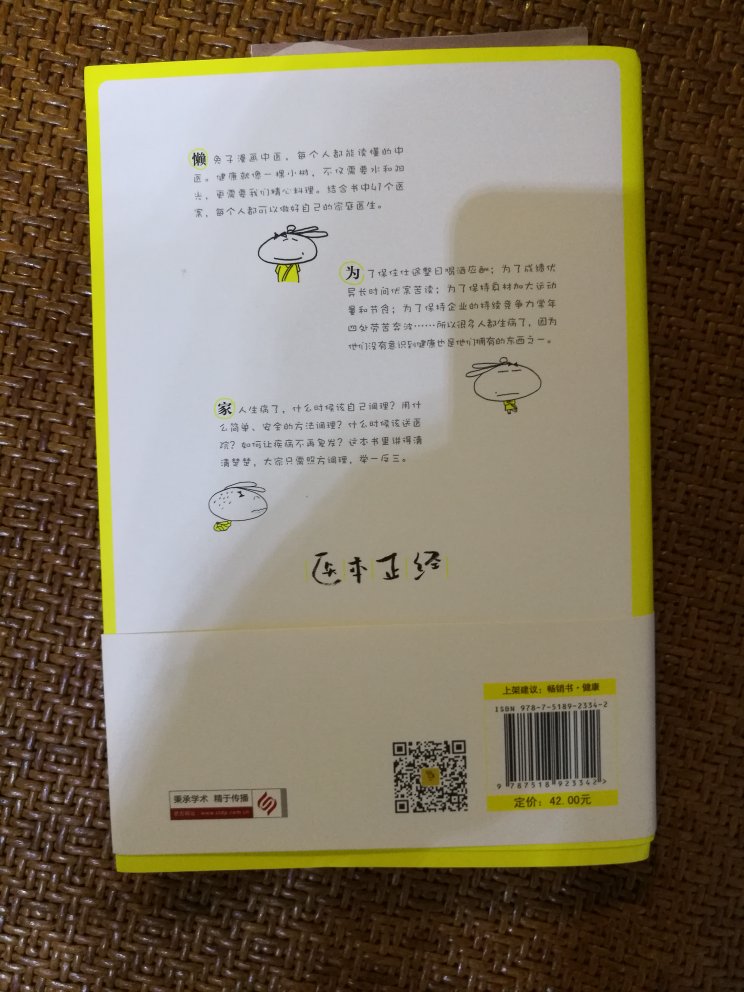 懒兔子漫画中医，每个人都能读懂的中
医。健康就像一棵小树，不仅需要水和阳
光，更需要我们精心料理。结合书中47个医
案，每个人都可以做好自己的家庭医生。
为了保住仕途整日喝酒应酬；为了成绩优
异长时间伏案苦读；为了保持身材加大运动
量和节食；为了保持企业的持续竞争力常年
四处劳苦奔波……所以很多人都生病了，因为
他们没有意识到健康也是他们拥有的东西之一。
家人生病了，什么时候该自己调理？用什
么简单、安全的方法调理？什么时候该送医
院？如何让疾病不再复发？这本书里讲得清
清楚楚，大家只需照方调理，举一反三。
医本正经
上架建议：畅销书·健康
ISBN 978-7-5189-2334-2
9 787518 923342 >
定价：42.00元
秉承学术 精于传播